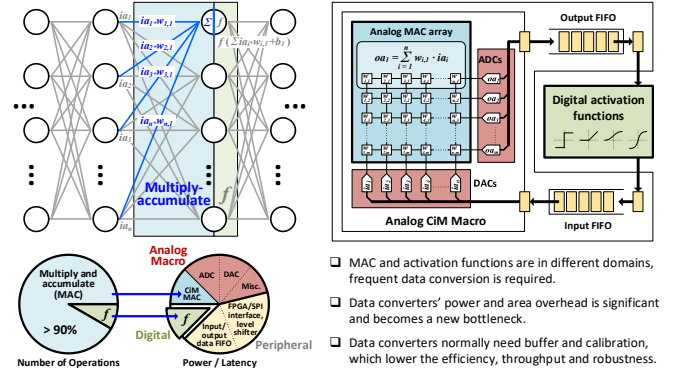 ia1
ia1*w1,1
Σ
f
f(Σiai*wi,1+b1)
ia2*w2,1
ia2
ia3*w3,1
ian*wn,1
ia3
Multiply-
accumulate
f
ian
Analog
Macro
Multiply and
accumulate
(MAC)
f
> 90%
Number of Operations
ADC
DAC
Misc.
CiM
MAC
f
FPGA/SPI
interface,
level
shifter
Input/
output
data FIFO
Digital
Peripheral
Power / Latency
Analog MAC array
oa1 = Σ wi,1 · iai
n
i = 1
ADCs
oa1
DACs
ia1
Analog CiM Macro
Output FIFO
Digital activation
functions
Input FIFO
❑ MAC and activation functions are in different domains,
frequent data conversion is required.
❑ Data converters' power and area overhead is significant
and becomes a new bottleneck.
❑ Data converters normally need buffer and calibration,
which lower the efficiency, throughput and robustness.